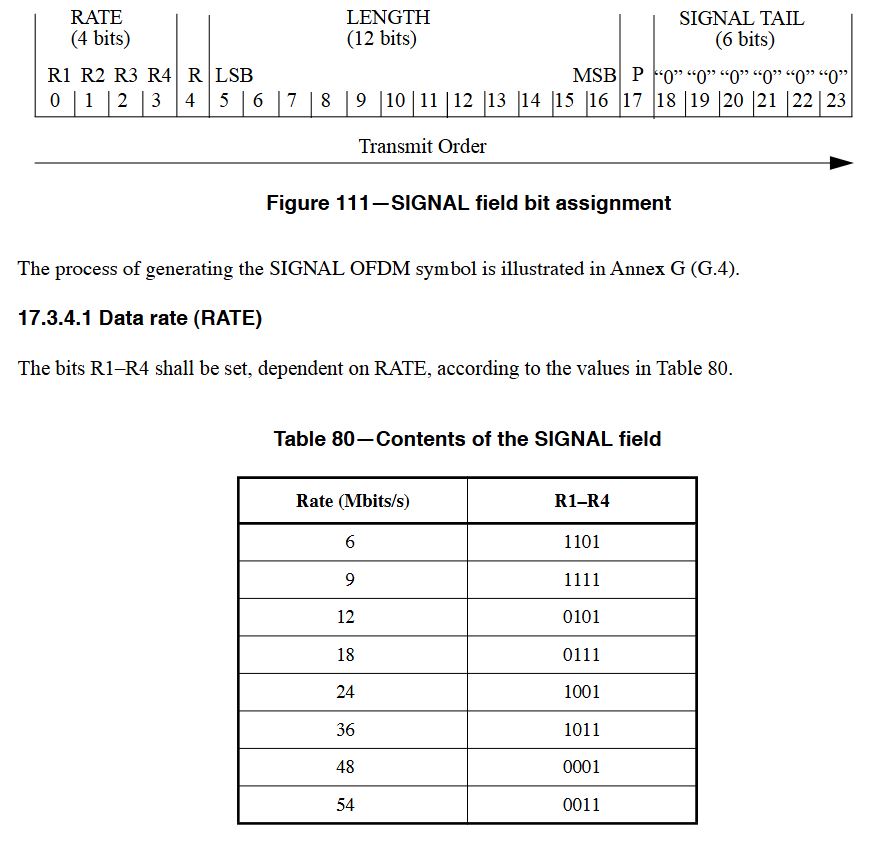 RATE LENGTH SIGNAL TAIL
(4 bits) (12 bits) (6 bits)
R1 R2 R3 R4 R LSB MSB P “0” “0” “0” “0” “0” “0”
0 1 2 3 4 5 6 7 8 9 10 11 12 13 14 15 16 17 18 19 20 21 22 23
Transmit Order
Figure 111—SIGNAL field bit assignment
The process of generating the SIGNAL OFDM symbol is illustrated in Annex G (G.4).
17.3.4.1 Data rate (RATE)
The bits R1–R4 shall be set, dependent on RATE, according to the values in Table 80.
Table 80—Contents of the SIGNAL field
Rate (Mbits/s) R1–R4
6 1101
9 1111
12 0101
18 0111
24 1001
36 1011
48 0001
54 0011